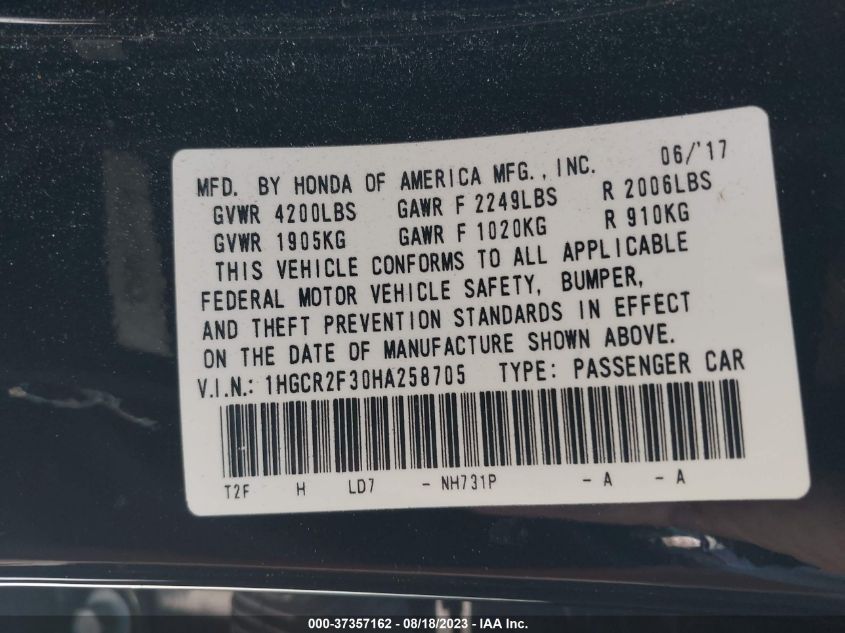 MFD. BY HONDA OF AMERICA MFG., INC. 06/'17
GVWR 4200LBS GAWR F 2249LBS R 2006LBS
GVWR 1905KG GAWR F 1020KG R 910KG
THIS VEHICLE CONFORMS TO ALL APPLICABLE
FEDERAL MOTOR VEHICLE SAFETY, BUMPER,
AND THEFT PREVENTION STANDARDS IN EFFECT
ON THE DATE OF MANUFACTURE SHOWN ABOVE.
V.I.N.: 1HGCR2F30HA258705 TYPE: PASSENGER CAR
T2F H LD7 - NH731P - A - A
000-37357162 - 08/18/2023 - IAA Inc.